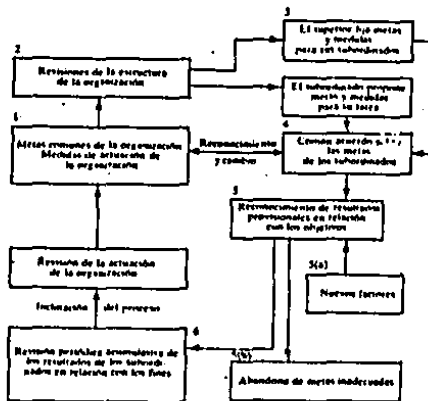 3
El superior fija metas
y medidas
para sus subordinados
2
Revisiones de la estructura
de la organización
El subordinado propone
metas y medidas
para su tarea
1
4
Metas comunes de la organización
Medidas de actuación de
la organización
Reconocimiento
y cambio
Común acuerdo
las metas
de los subordinados
5
Reconocimiento de resultados
provisionales en relación
con los objetivos
Revisión de la actuación
de la organización
5(a)
Nuevos factores
Inclinación del proceso
6
5(b)
Revisión periódica acumulativa de
los resultados de los subordi-
nados en relación con los fines
Abandono de metas inadecuadas